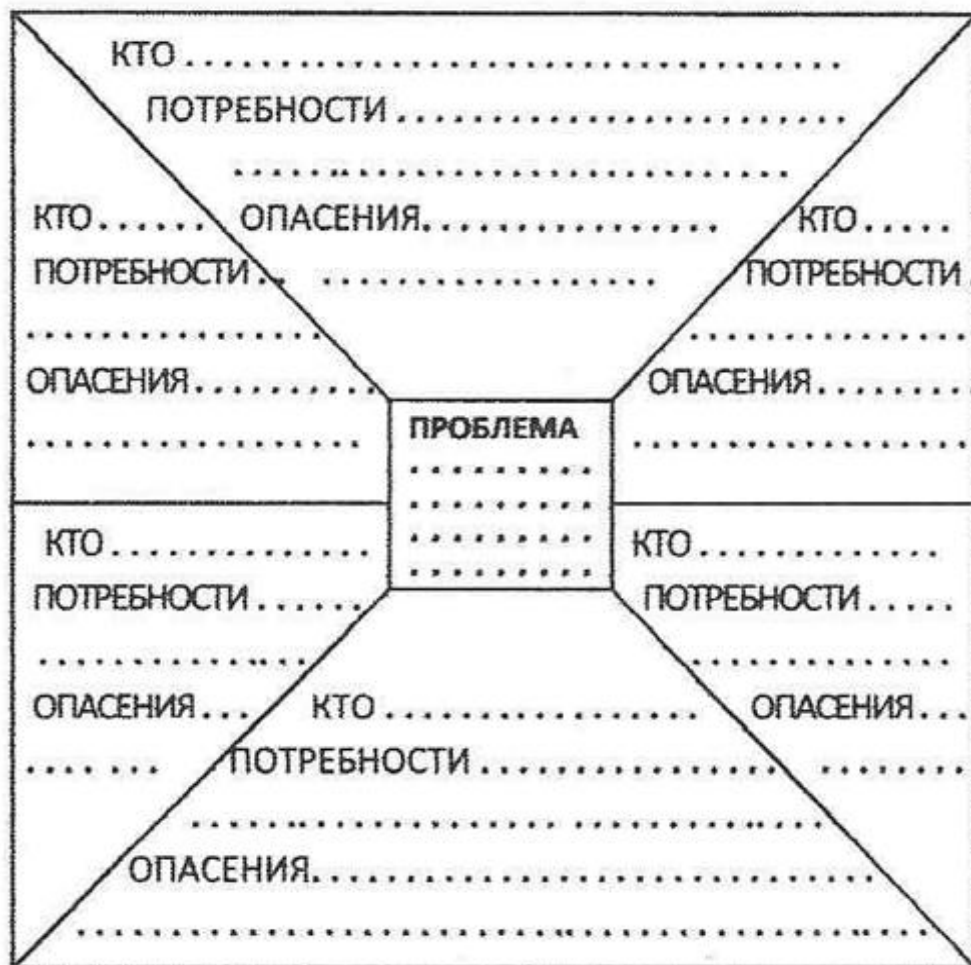 КТО . . . . . . . . . . . . . . . . . . . . . . . . . . . . . . . . . . .
ПОТРЕБНОСТИ . . . . . . . . . . . . . . . . . . . . . . . .
. . . . . . . . . . . . . . . . . . . . . . . . . . . . . .
ОПАСЕНИЯ. . . . . . . . . . . . . . . .
. . . . . . . . . . . . . . . . . .
КТО . . . . . .
ПОТРЕБНОСТИ . .
. . . . . . . . . . . . . . . .
ОПАСЕНИЯ . . . . . . . . . .
. . . . . . . . . . . . . . . . . .
КТО . . . . .
ПОТРЕБНОСТИ .
. . . . . . . . . . . . . . .
ОПАСЕНИЯ . . . . . . . .
. . . . . . . . . . . . . . . . . .
ПРОБЛЕМА
. . . . . . . . .
. . . . . . . . .
. . . . . . . . .
. . . . . . . . .
КТО . . . . . . . . . . . . . .
ПОТРЕБНОСТИ . . . . . .
. . . . . . . . . . . . . . .
ОПАСЕНИЯ . . .
. . . . . . .
КТО . . . . . . . . . . . . .
ПОТРЕБНОСТИ . . . . .
. . . . . . . . . . . . . .
ОПАСЕНИЯ . . .
. . . . . . . .
КТО . . . . . . . . . . . . . . . . .
ПОТРЕБНОСТИ . . . . . . . . . . . . . . . .
. . . . . . . . . . . . . . . . . . . . . . . . . . . . . . . . . .
ОПАСЕНИЯ. . . . . . . . . . . . . . . . . . . . . . . . . . . . . .
. . . . . . . . . . . . . . . . . . . . . . . . . . . . . . . . . . . . . . . . . . . . .